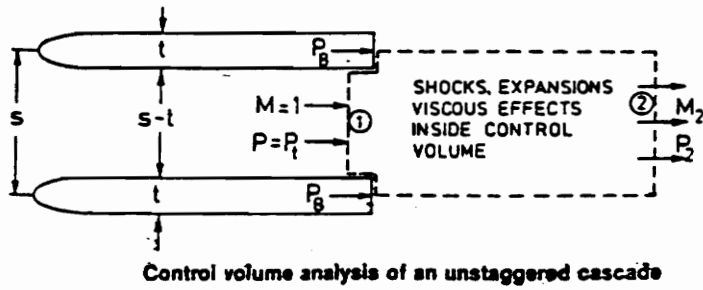 t
P_B
S
s-t
M=1
P=P_t
①
SHOCKS, EXPANSIONS
VISCOUS EFFECTS
INSIDE CONTROL
VOLUME
②
M_2
P_2
t
P_B
Control volume analysis of an unstaggered cascade